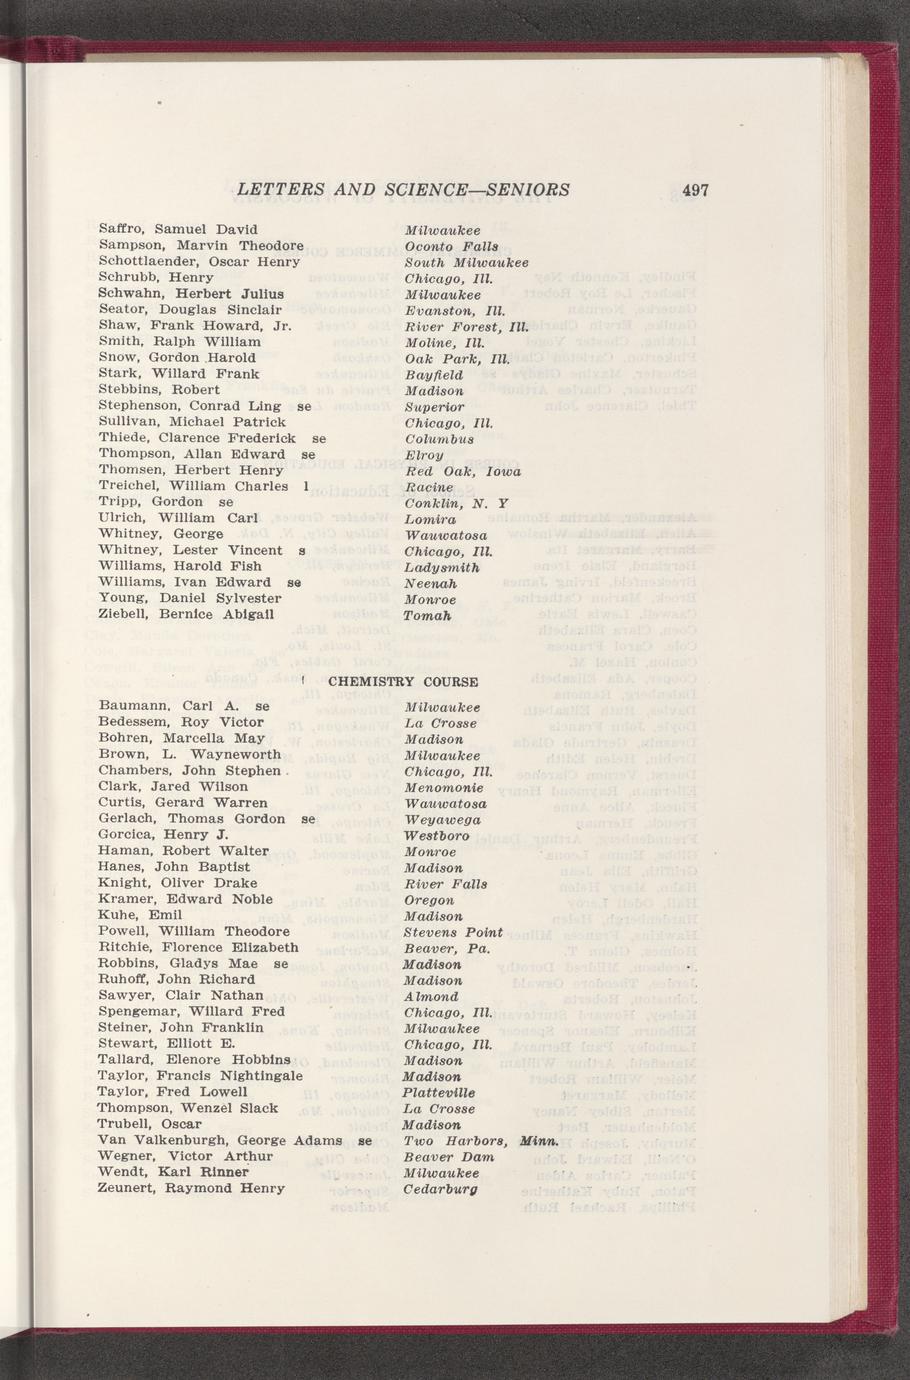 LETTERS AND SCIENCE—SENIORS 497
Saffro, Samuel David Milwaukee
Sampson, Marvin Theodore Oconto Falls
Schottlaender, Oscar Henry South Milwaukee
Schrubb, Henry Chicago, Ill.
Schwahn, Herbert Julius Milwaukee
Seator, Douglas Sinclair Evanston, Ill.
Shaw, Frank Howard, Jr. River Forest, Ill.
Smith, Ralph William Moline, Ill.
Snow, Gordon Harold Oak Park, Ill.
Stark, Willard Frank Bayfield
Stebbins, Robert Madison
Stephenson, Conrad Ling se Superior
Sullivan, Michael Patrick Chicago, Ill.
Thiede, Clarence Frederick se Columbus
Thompson, Allan Edward se Elroy
Thomsen, Herbert Henry Red Oak, Iowa
Treichel, William Charles l Racine
Tripp, Gordon se Conklin, N. Y
Ulrich, William Carl Lomira
Whitney, George Wauwatosa
Whitney, Lester Vincent s Chicago, Ill.
Williams, Harold Fish Ladysmith
Williams, Ivan Edward se Neenah
Young, Daniel Sylvester Monroe
Ziebell, Bernice Abigail Tomah
CHEMISTRY COURSE
Baumann, Carl A. se Milwaukee
Bedessem, Roy Victor La Crosse
Bohren, Marcella May Madison
Brown, L. Wayneworth Milwaukee
Chambers, John Stephen Chicago, Ill.
Clark, Jared Wilson Menomonie
Curtis, Gerard Warren Wauwatosa
Gerlach, Thomas Gordon se Weyawega
Gorcica, Henry J. Westboro
Haman, Robert Walter Monroe
Hanes, John Baptist Madison
Knight, Oliver Drake River Falls
Kramer, Edward Noble Oregon
Kuhe, Emil Madison
Powell, William Theodore Stevens Point
Ritchie, Florence Elizabeth Beaver, Pa.
Robbins, Gladys Mae se Madison
Ruhoff, John Richard Madison
Sawyer, Clair Nathan Almond
Spengemar, Willard Fred Chicago, Ill.
Steiner, John Franklin Milwaukee
Stewart, Elliott E. Chicago, Ill.
Tallard, Elenore Hobbins Madison
Taylor, Francis Nightingale Madison
Taylor, Fred Lowell Platteville
Thompson, Wenzel Slack La Crosse
Trubell, Oscar Madison
Van Valkenburgh, George Adams se Two Harbors, Minn.
Wegner, Victor Arthur Beaver Dam
Wendt, Karl Rinner Milwaukee
Zeunert, Raymond Henry Cedarburg